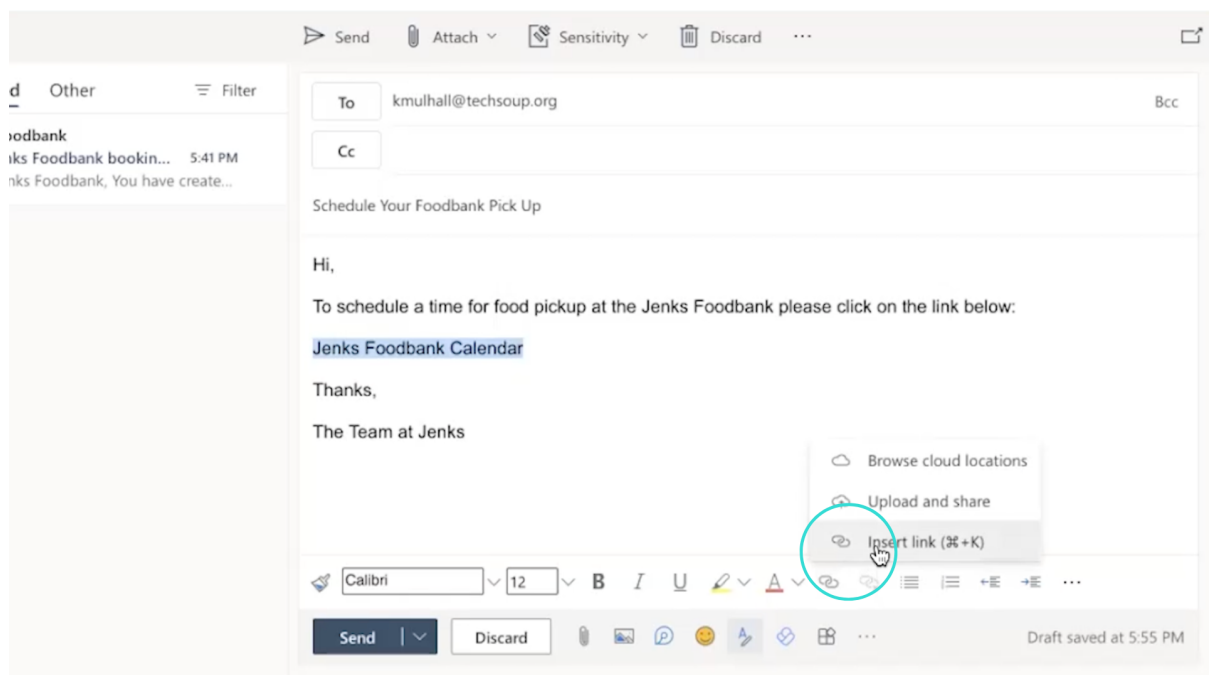 Send Attach Sensitivity Discard ...
d Other Filter
oodbank
nks Foodbank bookin... 5:41 PM
nks Foodbank, You have create...
To kmulhall@techsoup.org Bcc
Cc
Schedule Your Foodbank Pick Up
Hi,
To schedule a time for food pickup at the Jenks Foodbank please click on the link below:
Jenks Foodbank Calendar
Thanks,
The Team at Jenks
Browse cloud locations
Upload and share
Insert link (⌘+K)
Calibri 12 B I U A ...
Send Discard ... Draft saved at 5:55 PM